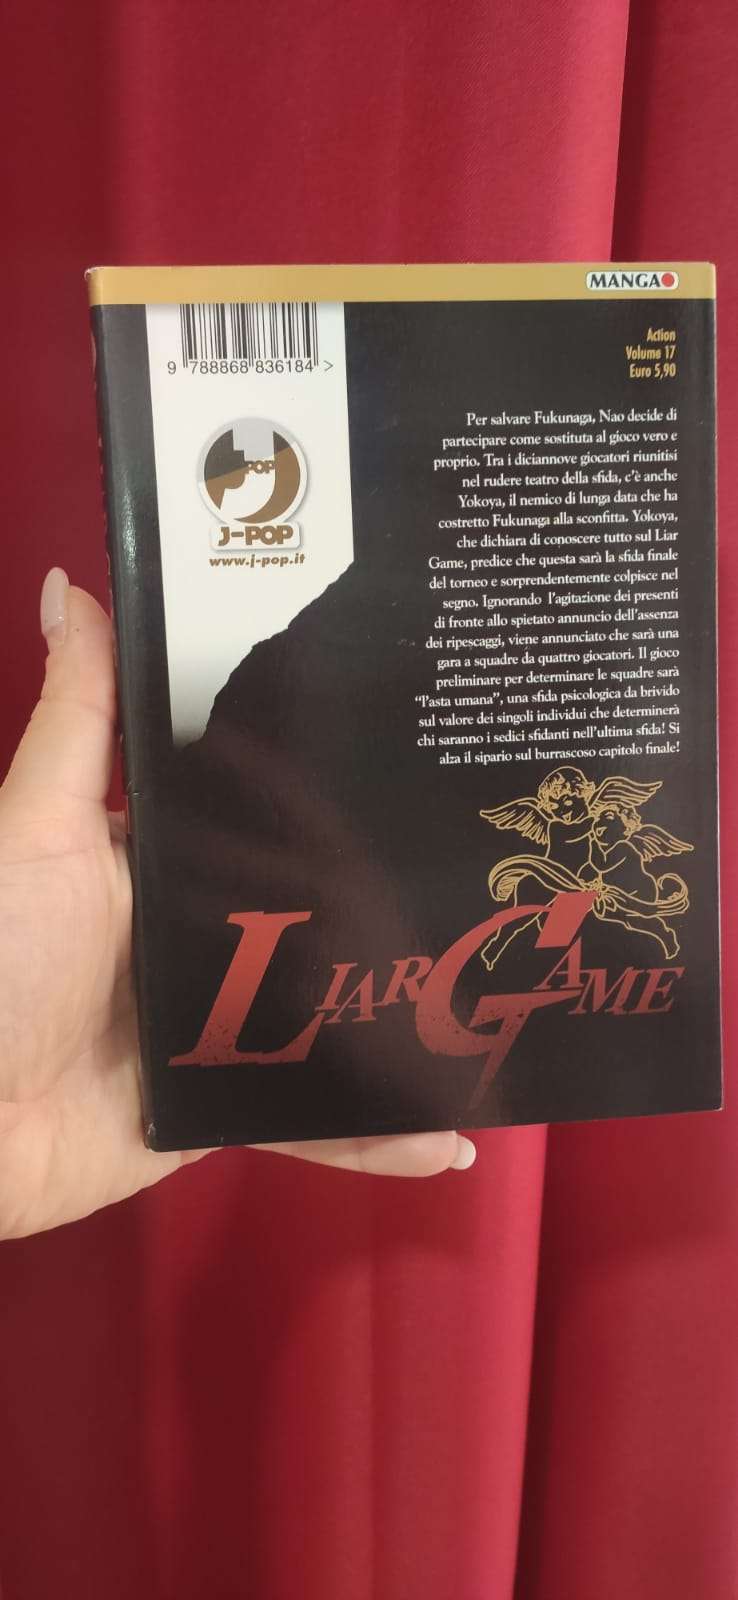 MANGA
9 788868 836184 >
Action
Volume 17
Euro 5,90
POP
J-POP
www.j-pop.it
Per salvare Fukunaga, Nao decide di
partecipare come sostituta al gioco vero e
proprio. Tra i diciannove giocatori riunitisi
nel rudere teatro della sfida, c'è anche
Yokoya, il nemico di lunga data che ha
costretto Fukunaga alla sconfitta. Yokoya,
che dichiara di conoscere tutto sul Liar
Game, predice che questa sarà la sfida finale
del torneo e sorprendentemente colpisce nel
segno. Ignorando l'agitazione dei presenti
di fronte allo spietato annuncio dell'assenza
dei ripescaggi, viene annunciato che sarà una
gara a squadre da quattro giocatori. Il gioco
preliminare per determinare le squadre sarà
“l'asta umana”, una sfida psicologica da brivido
sul valore dei singoli individui che determinerà
chi saranno i sedici sfidanti nell'ultima sfida! Si
alza il sipario sul burrascoso capitolo finale!
LIAR GAME